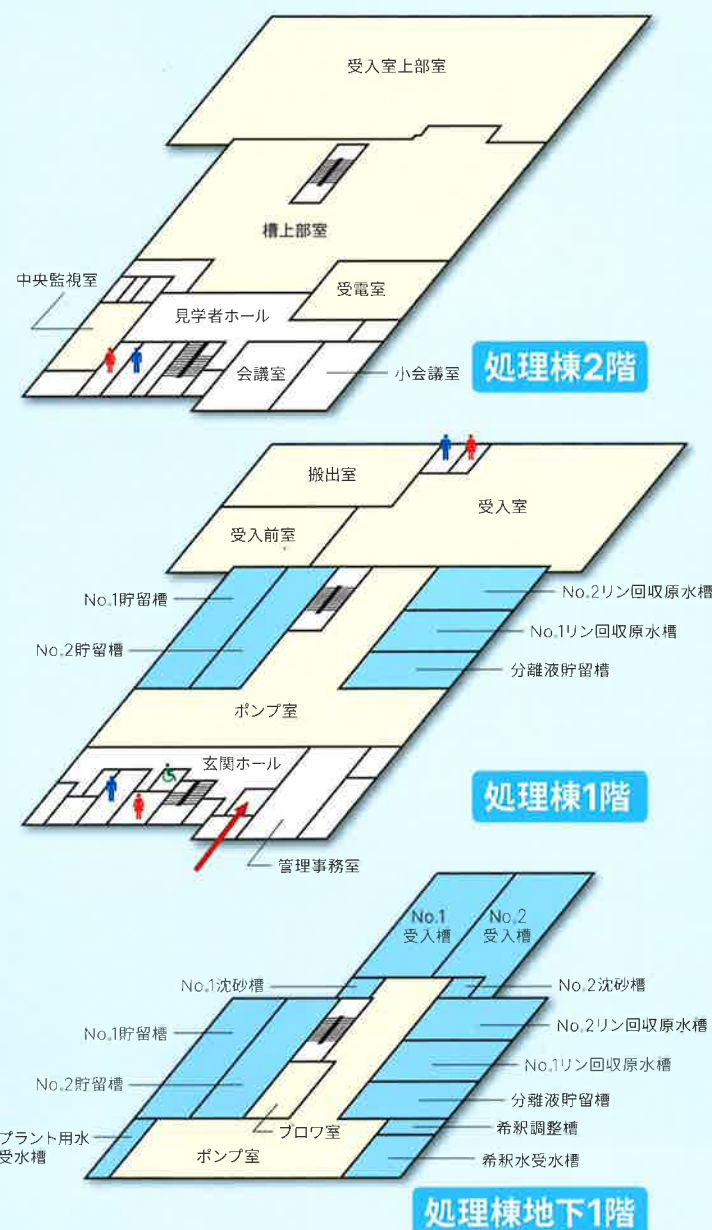 受入室上部室
槽上部室
中央監視室
受電室
見学者ホール
会議室
小会議室
処理棟2階
搬出室
受入室
受入前室
No.1貯留槽
No.2リン回収原水槽
No.1リン回収原水槽
No.2貯留槽
分離液貯留槽
ポンプ室
玄関ホール
処理棟1階
管理事務室
No.1
受入槽
No.2
受入槽
No.1沈砂槽
No.2沈砂槽
No.1貯留槽
No.2リン回収原水槽
No.1リン回収原水槽
No.2貯留槽
分離液貯留槽
ブロワ室
希釈調整槽
プラント用水
受水槽
ポンプ室
希釈水受水槽
処理棟地下1階